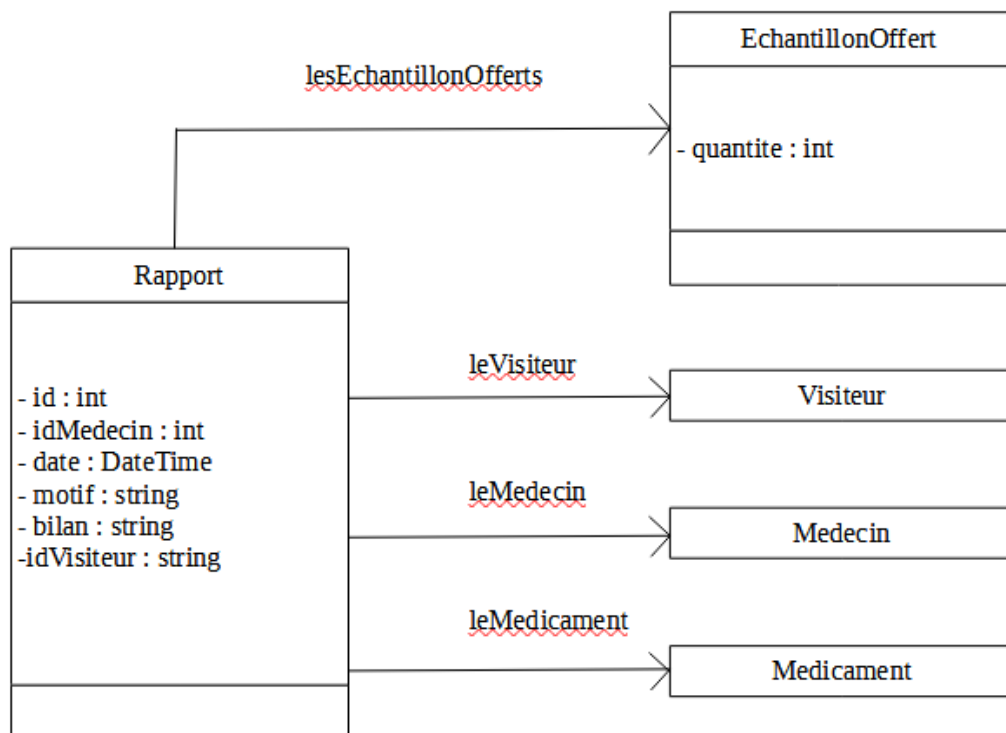 EchantillonOffert
lesEchantillonOfferts
- quantite : int
Rapport
- id : int
- idMedecin : int
- date : DateTime
- motif : string
- bilan : string
-idVisiteur : string
leVisiteur
Visiteur
leMedecin
Medecin
leMedicament
Medicament